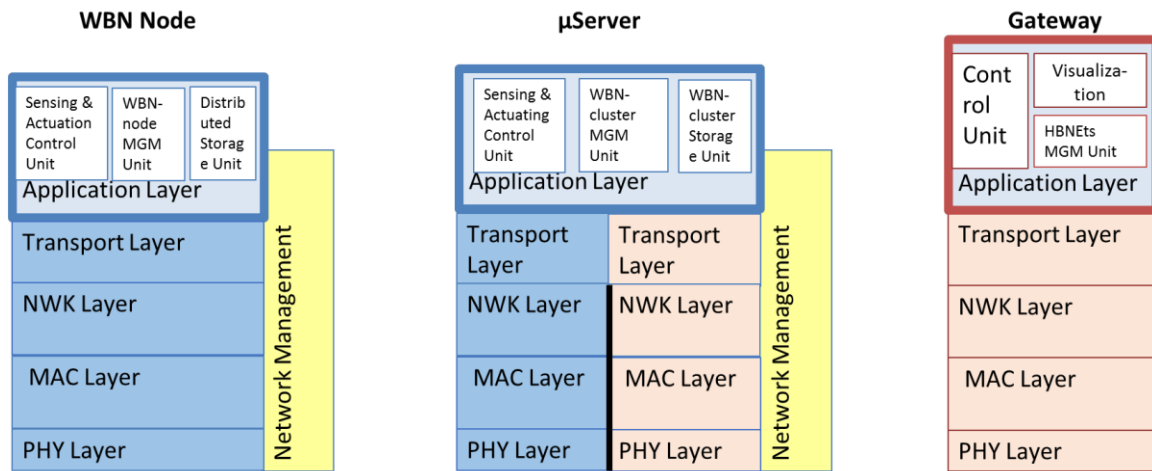 WBN Node
Sensing &
Actuation
Control
Unit
WBN-
node
MGM
Unit
Distrib
uted
Storag
e Unit
Application Layer
Transport Layer
NWK Layer
MAC Layer
PHY Layer
Network Management
µServer
Sensing &
Actuating
Control
Unit
WBN-
cluster
MGM
Unit
WBN-
cluster
Storag
e Unit
Application Layer
Transport
Layer
Transport
Layer
NWK Layer
NWK Layer
MAC Layer
MAC Layer
PHY Layer
PHY Layer
Network Management
Gateway
Cont
rol
Unit
Visualiza-
tion
HBNEts
MGM Unit
Application Layer
Transport Layer
NWK Layer
MAC Layer
PHY Layer